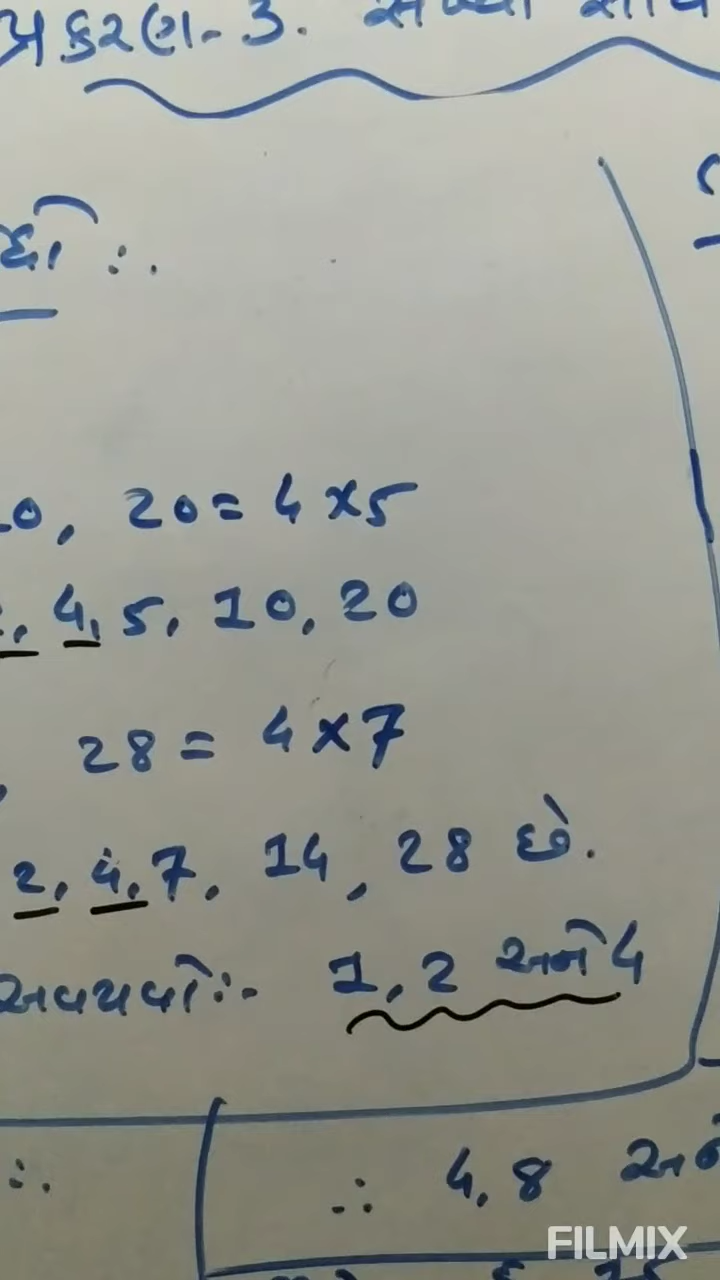 પ્રકરણ-3. સંખ્યા
0, 20 = 4 × 5
4, 5, 10, 20
28 = 4 × 7
2, 4, 7, 14, 28 છે.
અવયવો:- 1, 2 અને 4
∴ 4, 8 અને
FILMIX